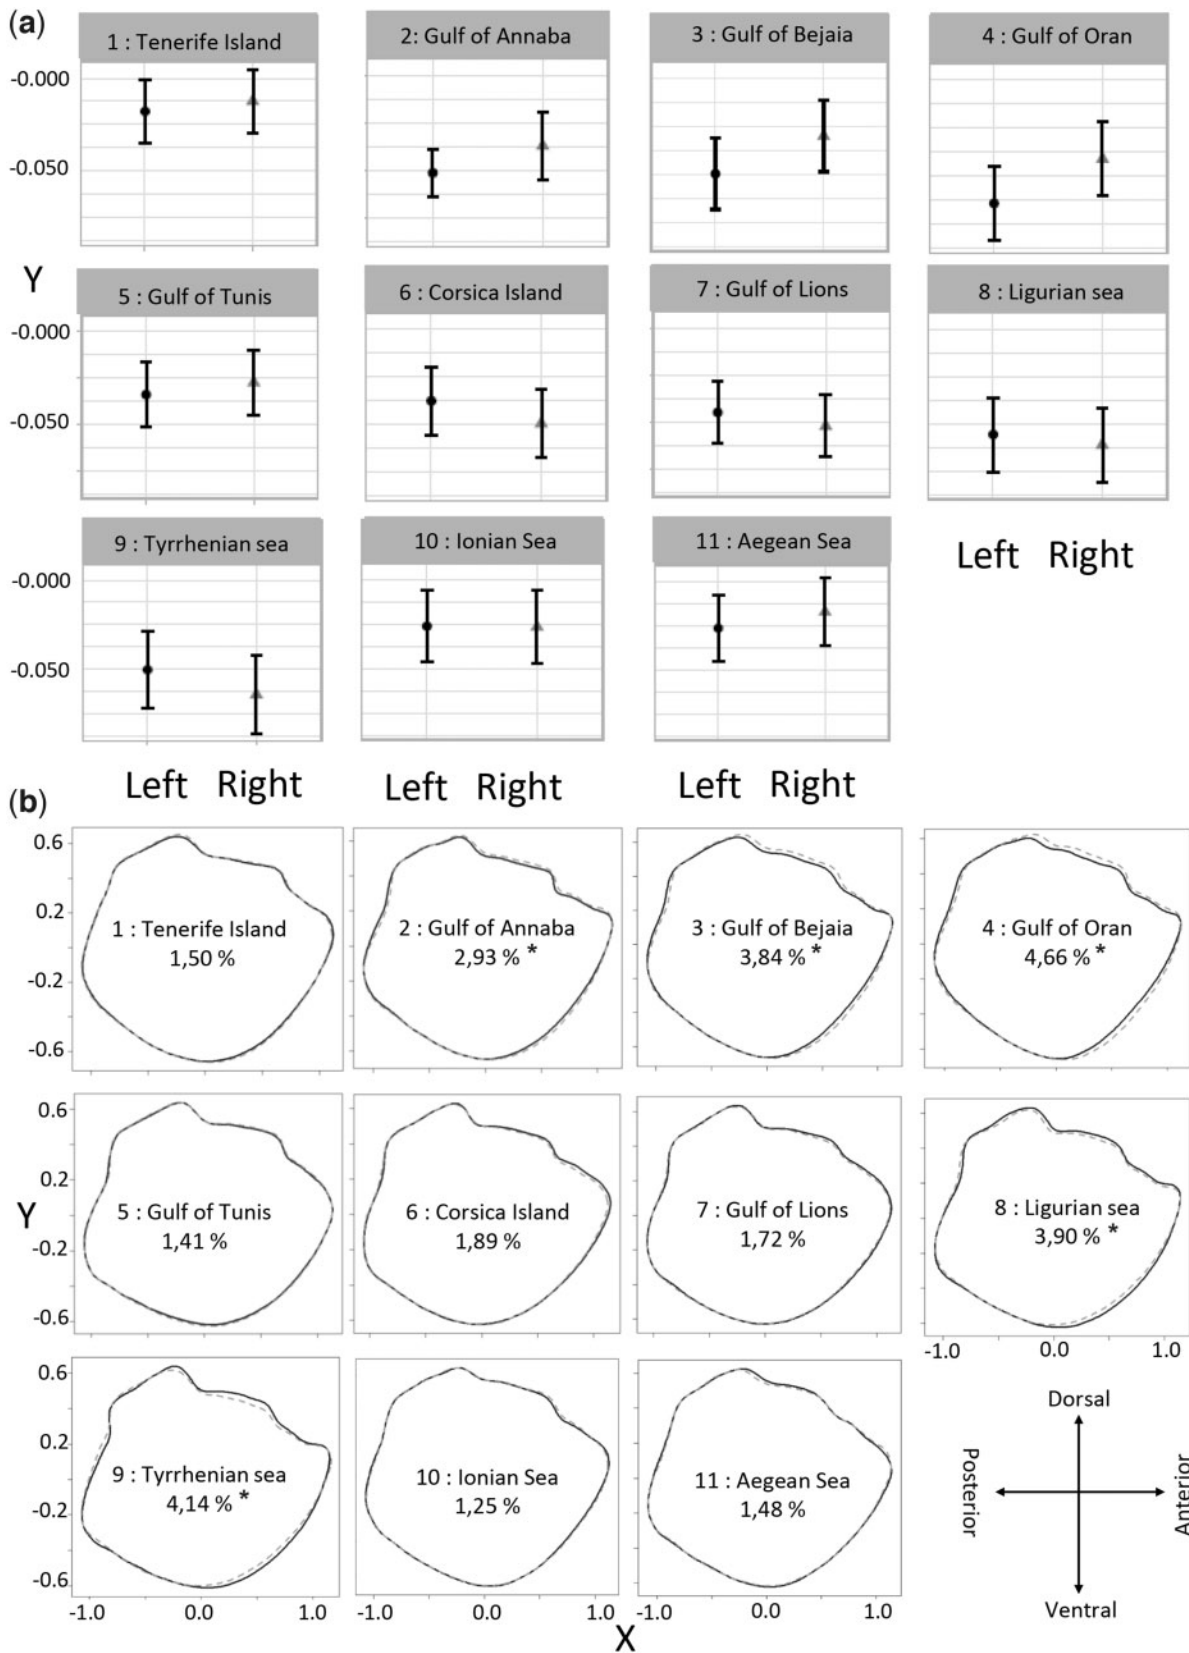 (a)
1 : Tenerife Island
2: Gulf of Annaba
3 : Gulf of Bejaia
4 : Gulf of Oran
-0.000
-0.050
Y
5 : Gulf of Tunis
6 : Corsica Island
7 : Gulf of Lions
8 : Ligurian sea
-0.000
-0.050
9 : Tyrrhenian sea
10 : Ionian Sea
11 : Aegean Sea
Left Right
-0.000
-0.050
Left Right
Left Right
Left Right
(b)
0.6
0.2
-0.2
-0.6
1 : Tenerife Island
1,50 %
2 : Gulf of Annaba
2,93 % *
3 : Gulf of Bejaia
3,84 % *
4 : Gulf of Oran
4,66 % *
0.6
0.2
Y
-0.2
-0.6
5 : Gulf of Tunis
1,41 %
6 : Corsica Island
1,89 %
7 : Gulf of Lions
1,72 %
8 : Ligurian sea
3,90 % *
-1.0 0.0 1.0
0.6
0.2
-0.2
-0.6
9 : Tyrrhenian sea
4,14 % *
10 : Ionian Sea
1,25 %
11 : Aegean Sea
1,48 %
Dorsal
Posterior
Anterior
Ventral
-1.0 0.0 1.0
-1.0 0.0 1.0
-1.0 0.0 1.0
X